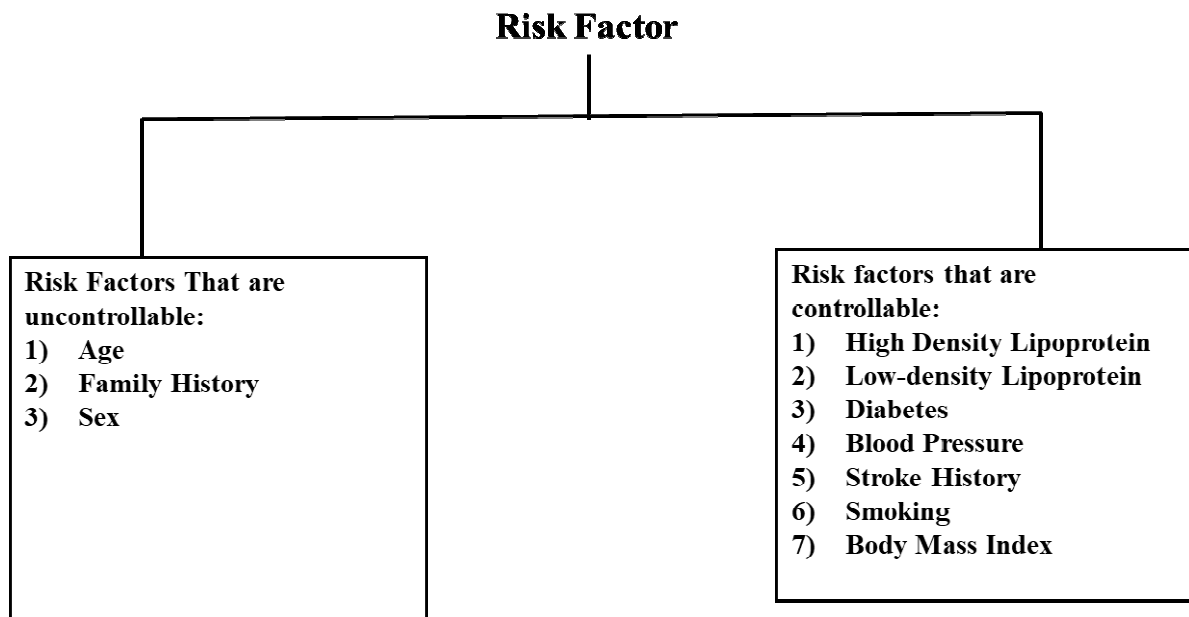 Risk Factor
Risk Factors That are
uncontrollable:
1) Age
2) Family History
3) Sex
Risk factors that are
controllable:
1) High Density Lipoprotein
2) Low-density Lipoprotein
3) Diabetes
4) Blood Pressure
5) Stroke History
6) Smoking
7) Body Mass Index